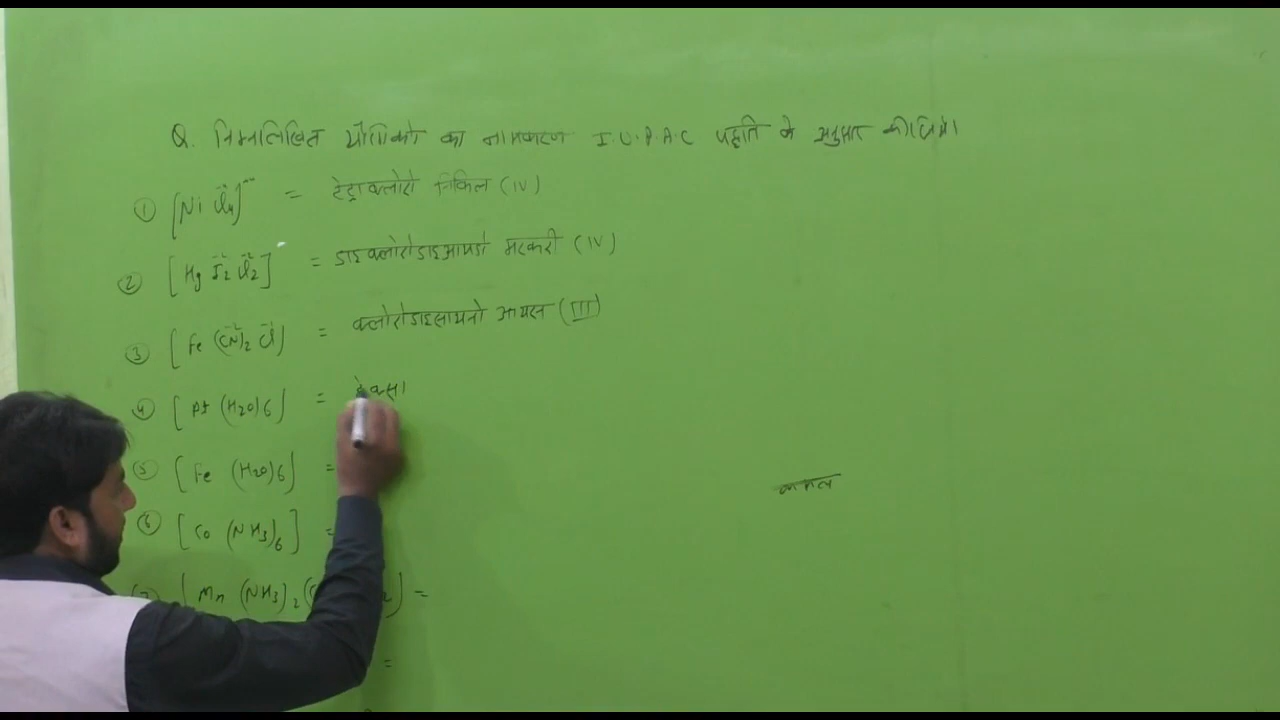 Q. निम्नलिखित यौगिको का नामकरण I.U.P.A.C पद्दति के अनुसार कीजिये।
① [Ni Cl4]-- = टेट्राक्लोरो निकिल (IV)
② [Hg I2 Cl2] = डाइक्लोरोडाइआयडो मरकरी (IV)
③ [Fe (CN)2 Cl] = क्लोरोडाइसायनो आयरन (III)
④ [Pt (H2O)6] = हेक्सा
⑤ [Fe (H2O)6] =
⑥ [Co (NH3)6] =
[Mn (NH3)2 2] =
=